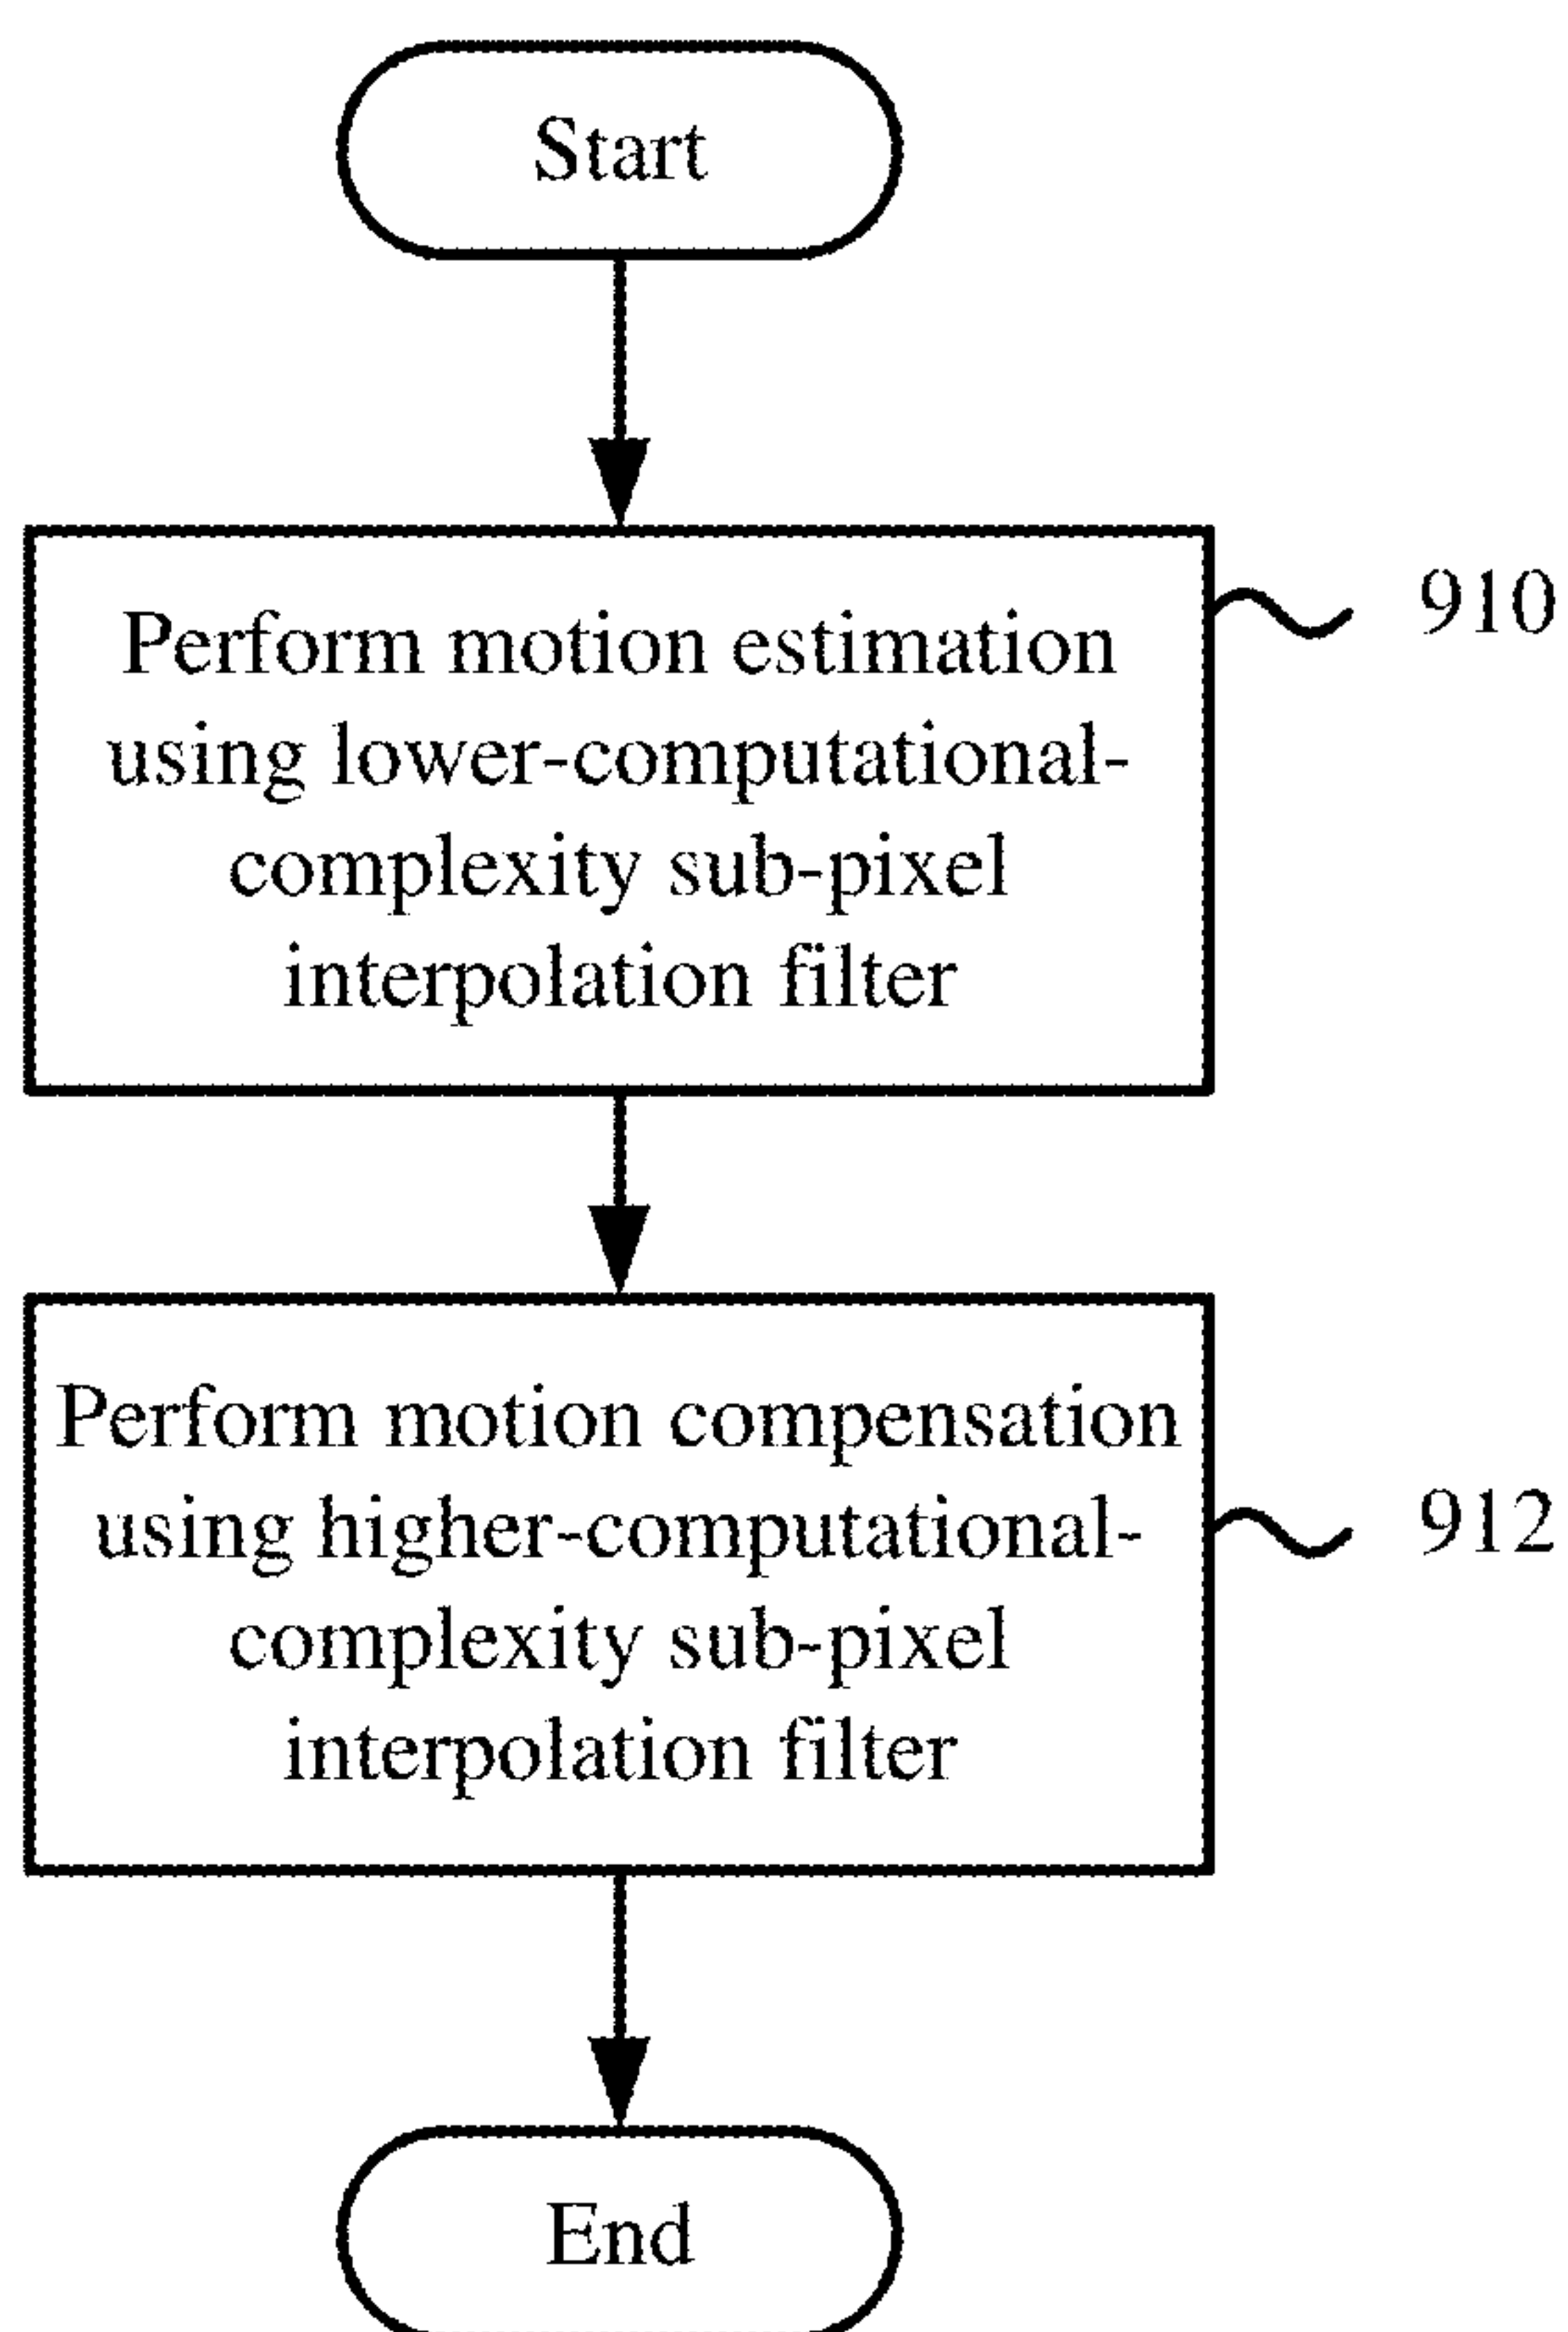 Start
Perform motion estimation
910
using lower-computational-
complexity sub-pixel
interpolation filter
Perform motion compensation
using higher-computational-
912
complexity sub-pixel
interpolation filter
End